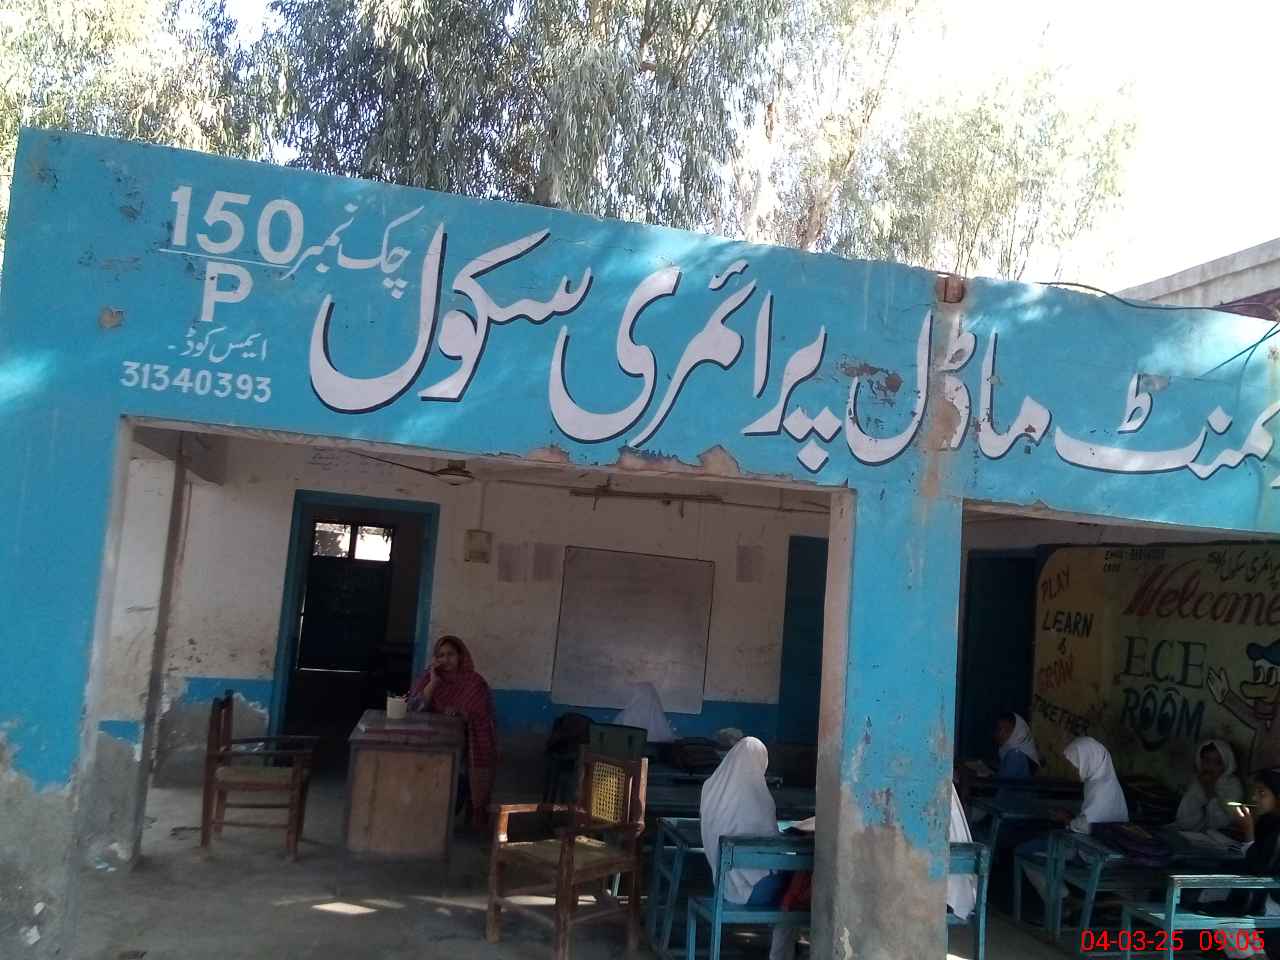 منٹ ماڈل پرائمری سکول
چک نمبر 150
P
ایمس کوڈ۔
31340393
PLAY
LEARN
&
GROW
TOGETHER
Welcome
E.C.E
ROOM
04-03-25 09:05